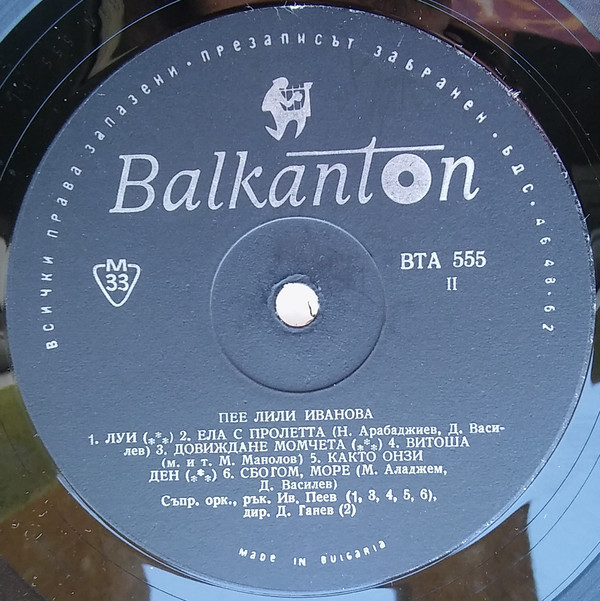 ВСИЧКИ ПРАВА ЗАПАЗЕНИ · ПРЕЗАПИСЪТ ЗАБРАНЕН · БДС · 4648-62
Balkanton
М
33
ВТА 555
II
ПЕЕ ЛИЛИ ИВАНОВА
1. ЛУИ (⁂) 2. ЕЛА С ПРОЛЕТТА (Н. Арабаджиев, Д. Васи-
лев) 3. ДОВИЖДАНЕ МОМЧЕТА (⁂) 4. ВИТОША
(м. и т. М. Манолов) 5. КАКТО ОНЗИ
ДЕН (⁂) 6. СБОГОМ, МОРЕ (М. Аладжем,
Д. Василев)
Съпр. орк., рък. Ив. Пеев (1, 3, 4, 5, 6),
дир. Д. Ганев (2)
MADE IN BULGARIA